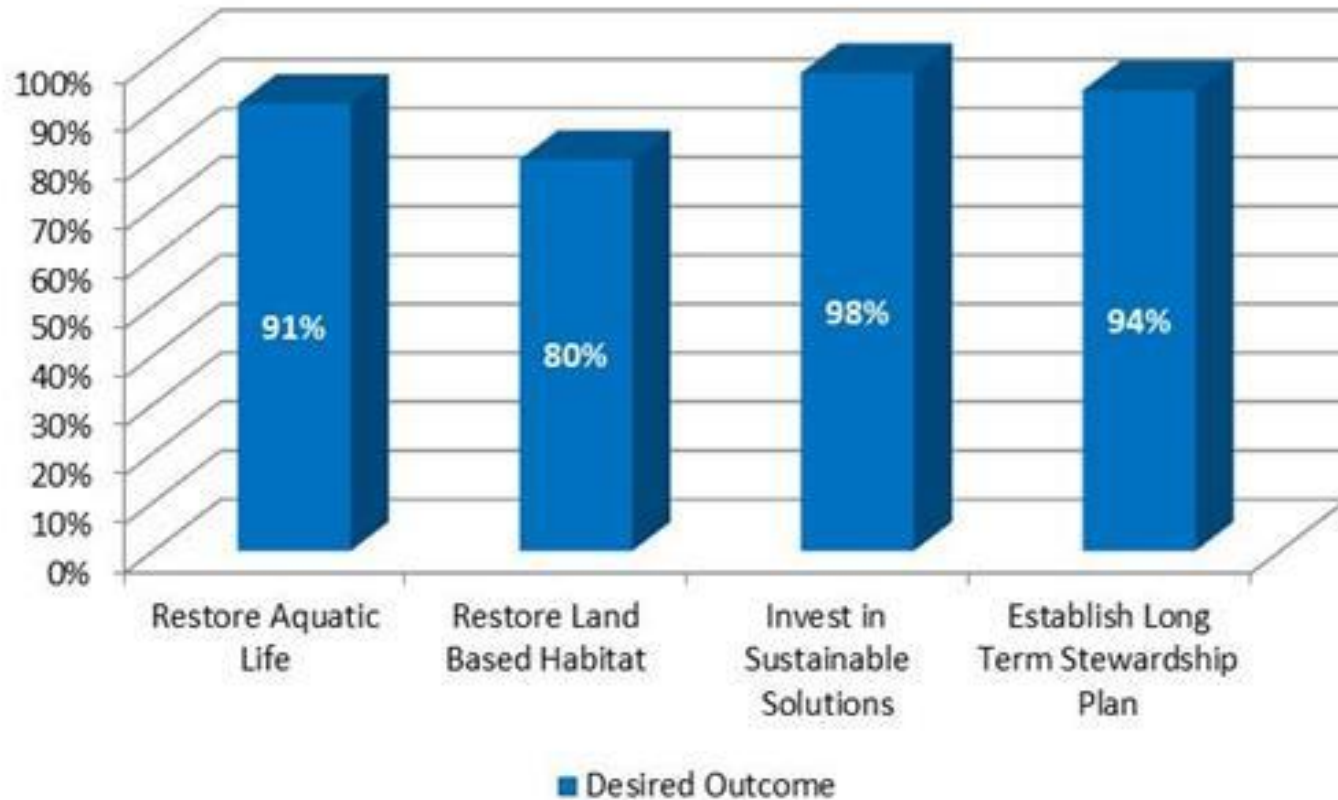 100%
90%
80%
70%
60%
50%
40%
30%
20%
10%
0%
91%
80%
98%
94%
Restore Aquatic
Life
Restore Land
Based Habitat
Invest in
Sustainable
Solutions
Establish Long
Term Stewardship
Plan
Desired Outcome